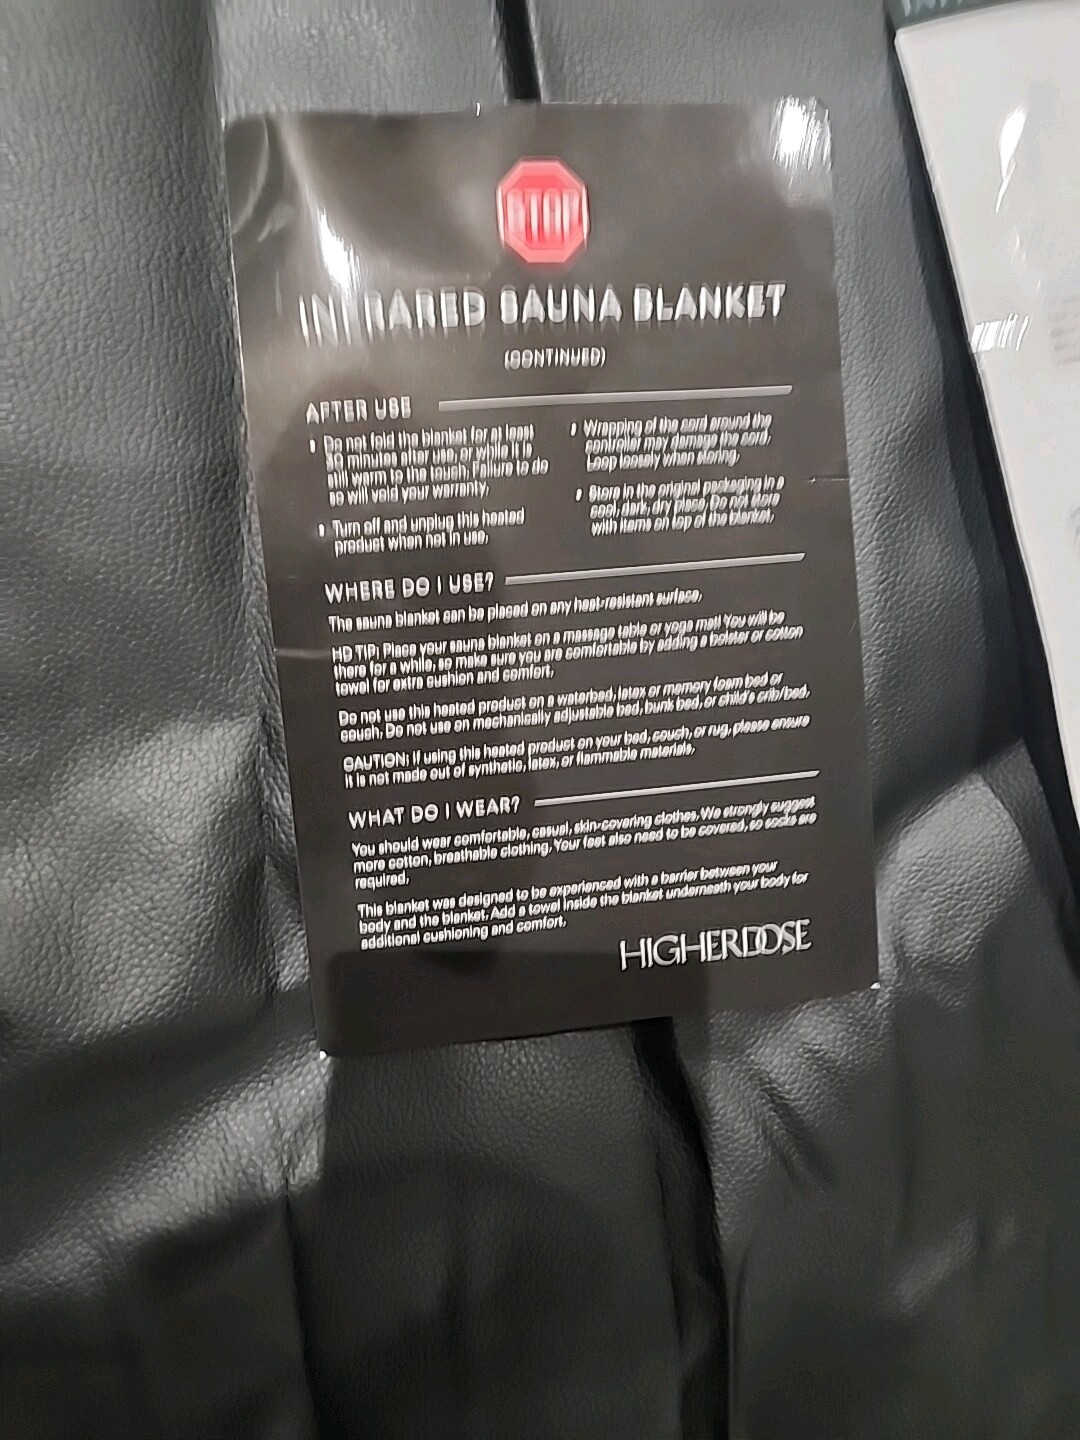 STOP
INFRARED SAUNA BLANKET
(CONTINUED)
AFTER USE
• Do not fold the blanket for at least
30 minutes after use, or while it is
still warm to the touch. Failure to do
so will void your warranty.
• Turn off and unplug this heated
product when not in use.
• Wrapping of the cord around the
controller may damage the cord.
Loop loosely when storing.
• Store in the original packaging in a
cool, dark, dry place. Do not store
with items on top of the blanket.
WHERE DO I USE?
The sauna blanket can be placed on any heat-resistant surface.
HD TIP: Place your sauna blanket on a massage table or yoga mat! You will be
there for a while, so make sure you are comfortable by adding a bolster or cotton
towel for extra cushion and comfort.
Do not use this heated product on a waterbed, latex or memory foam bed or
couch. Do not use on mechanically adjustable bed, bunk bed, or child's crib/bed.
CAUTION: If using this heated product on your bed, couch, or rug, please ensure
it is not made out of synthetic, latex, or flammable materials.
WHAT DO I WEAR?
You should wear comfortable, casual, skin-covering clothes. We strongly suggest
more cotton, breathable clothing. Your feet also need to be covered, so socks are
required.
This blanket was designed to be experienced with a barrier between your
body and the blanket. Add a towel inside the blanket underneath your body for
additional cushioning and comfort.
HIGHERDOSE